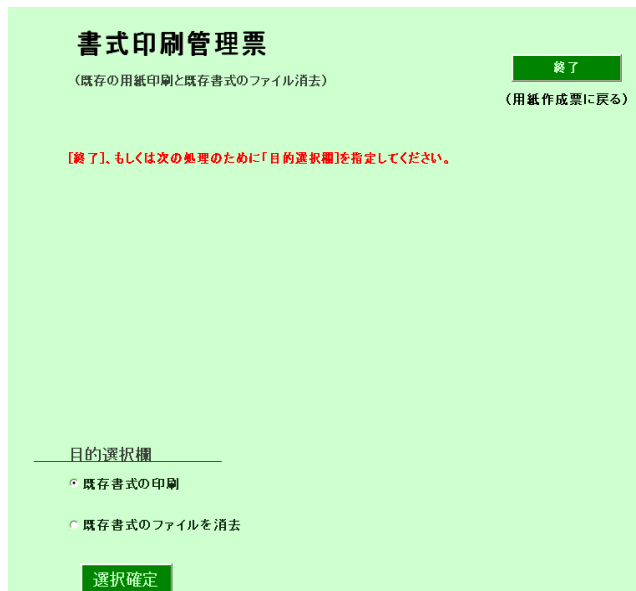 書式印刷管理票
(既存の用紙印刷と既存書式のファイル消去)
終了
(用紙作成票に戻る)
[終了]、もしくは次の処理のために「目的選択欄]を指定してください。
目的選択欄
既存書式の印刷
既存書式のファイルを消去
選択確定